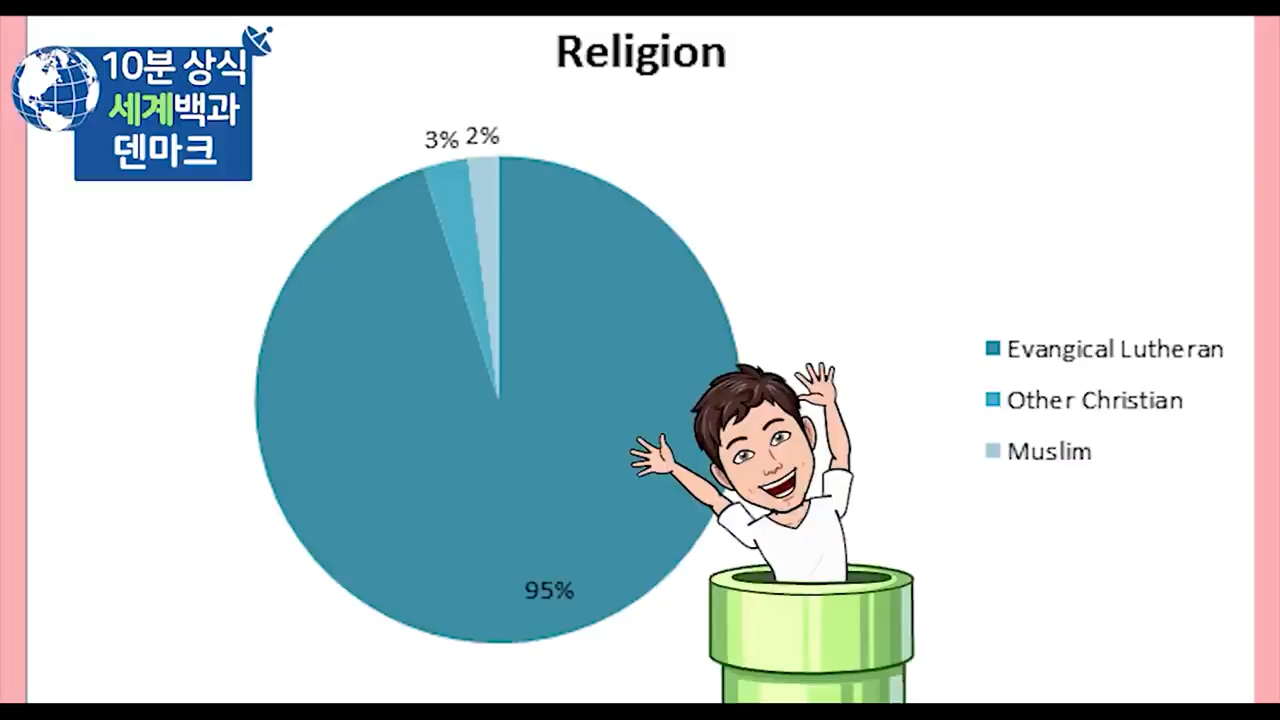 Religion
10분 상식
세계백과
덴마크
3% 2%
Evangical Lutheran
Other Christian
Muslim
95%